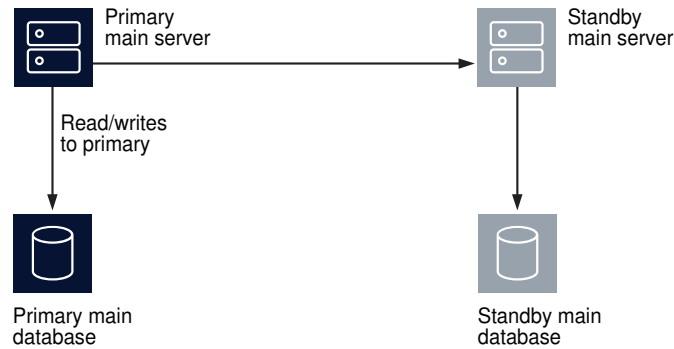 Primary
main server
Standby
main server
Read/writes
to primary
Primary main
database
Standby main
database